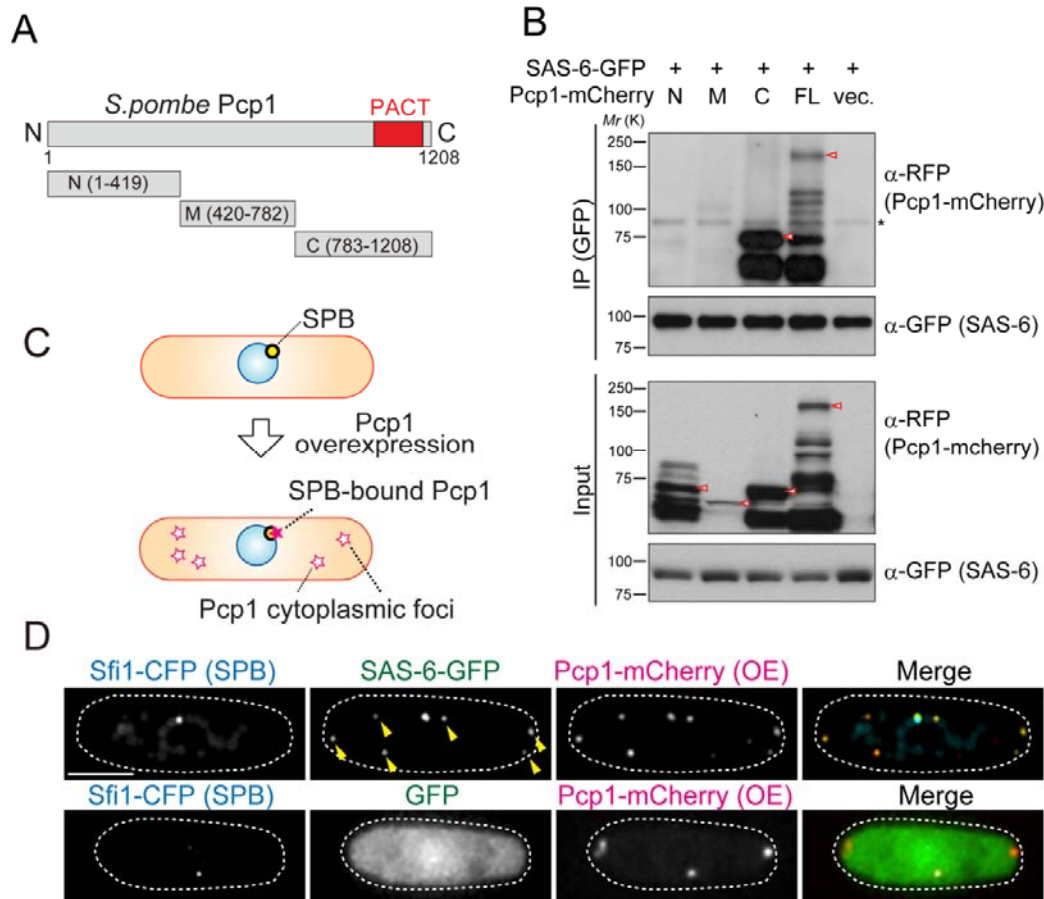 A
S.pombe Pcp1
PACT
N
C
1
1208
N (1-419)
M (420-782)
C (783-1208)
B
SAS-6-GFP + + + + +
Pcp1-mCherry N M C FL vec.
Mr (K)
250
150
100
75
α-RFP
(Pcp1-mCherry)
*
IP (GFP)
100
75
α-GFP (SAS-6)
250
150
100
75
α-RFP
(Pcp1-mcherry)
Input
100
75
α-GFP (SAS-6)
C
SPB
Pcp1
overexpression
SPB-bound Pcp1
Pcp1 cytoplasmic foci
D
Sfi1-CFP (SPB) SAS-6-GFP Pcp1-mCherry (OE) Merge
Sfi1-CFP (SPB) GFP Pcp1-mCherry (OE) Merge